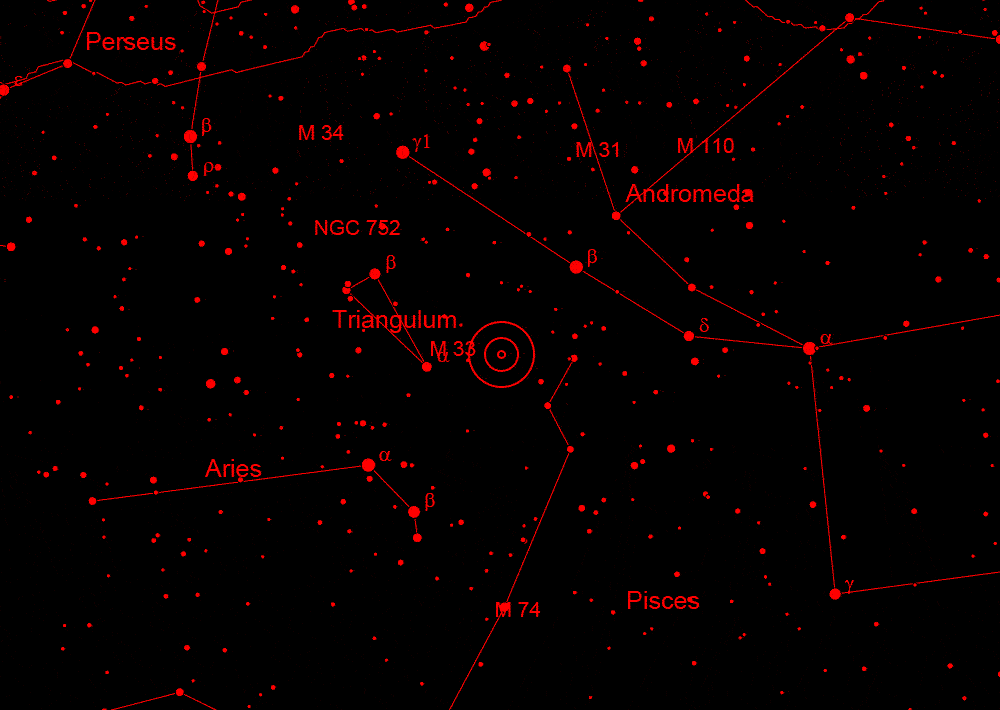 Perseus
ε
β
ρ
M 34
γ1
M 31
M 110
Andromeda
NGC 752
β
β
Triangulum
M 33
α
δ
α
Aries
α
β
γ
M 74
Pisces